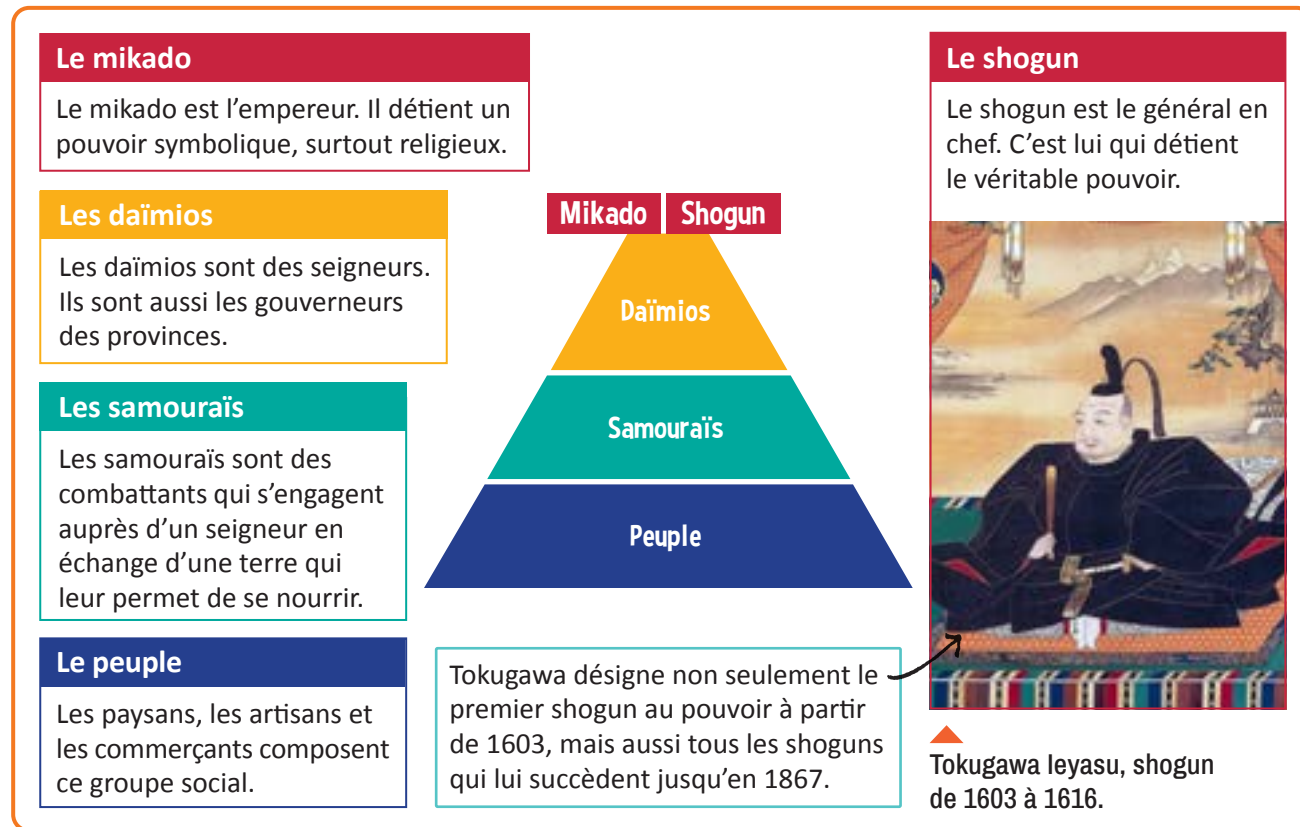 Le mikado
Le mikado est l'empereur. Il détient un
pouvoir symbolique, surtout religieux.
Les daïmios
Les daïmios sont des seigneurs.
Ils sont aussi les gouverneurs
des provinces.
Les samouraïs
Les samouraïs sont des
combattants qui s'engagent
auprès d'un seigneur en
échange d'une terre qui
leur permet de se nourrir.
Le peuple
Les paysans, les artisans et
les commerçants composent
ce groupe social.
Mikado Shogun
Daïmios
Samouraïs
Peuple
Tokugawa désigne non seulement le
premier shogun au pouvoir à partir
de 1603, mais aussi tous les shoguns
qui lui succèdent jusqu'en 1867.
Le shogun
Le shogun est le général en
chef. C'est lui qui détient
le véritable pouvoir.
Tokugawa Ieyasu, shogun
de 1603 à 1616.